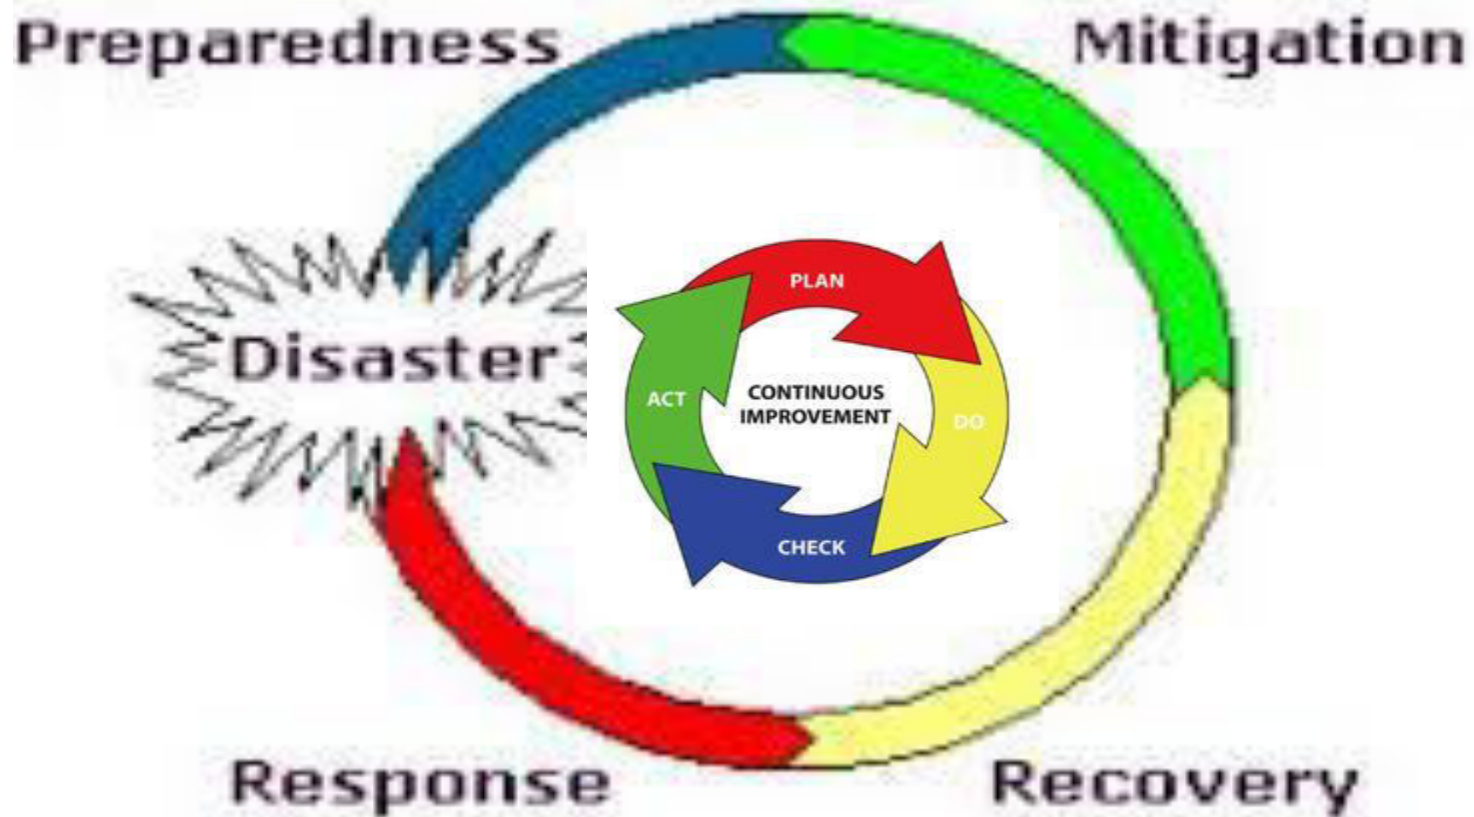 Preparedness
Mitigation
Disaster
PLAN
ACT
CONTINUOUS
IMPROVEMENT
DO
CHECK
Response
Recovery